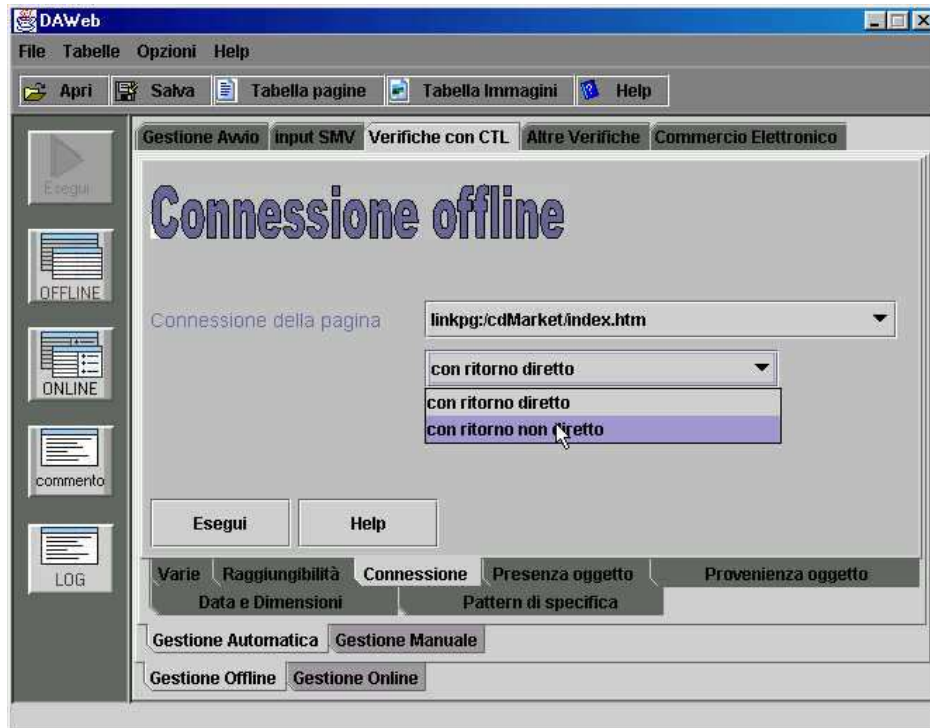 DAWeb
File Tabelle Opzioni Help
Apri Salva Tabella pagine Tabella Immagini Help
Gestione Avvio input SMV Verifiche con CTL Altre Verifiche Commercio Elettronico
Esegui
Connessione offline
OFFLINE
Connessione della pagina linkpg:/cdMarket/index.htm
con ritorno diretto
ONLINE
con ritorno diretto
con ritorno non diretto
commento
Esegui Help
LOG
Varie Raggiungibilità Connessione Presenza oggetto Provenienza oggetto
Data e Dimensioni Pattern di specifica
Gestione Automatica Gestione Manuale
Gestione Offline Gestione Online